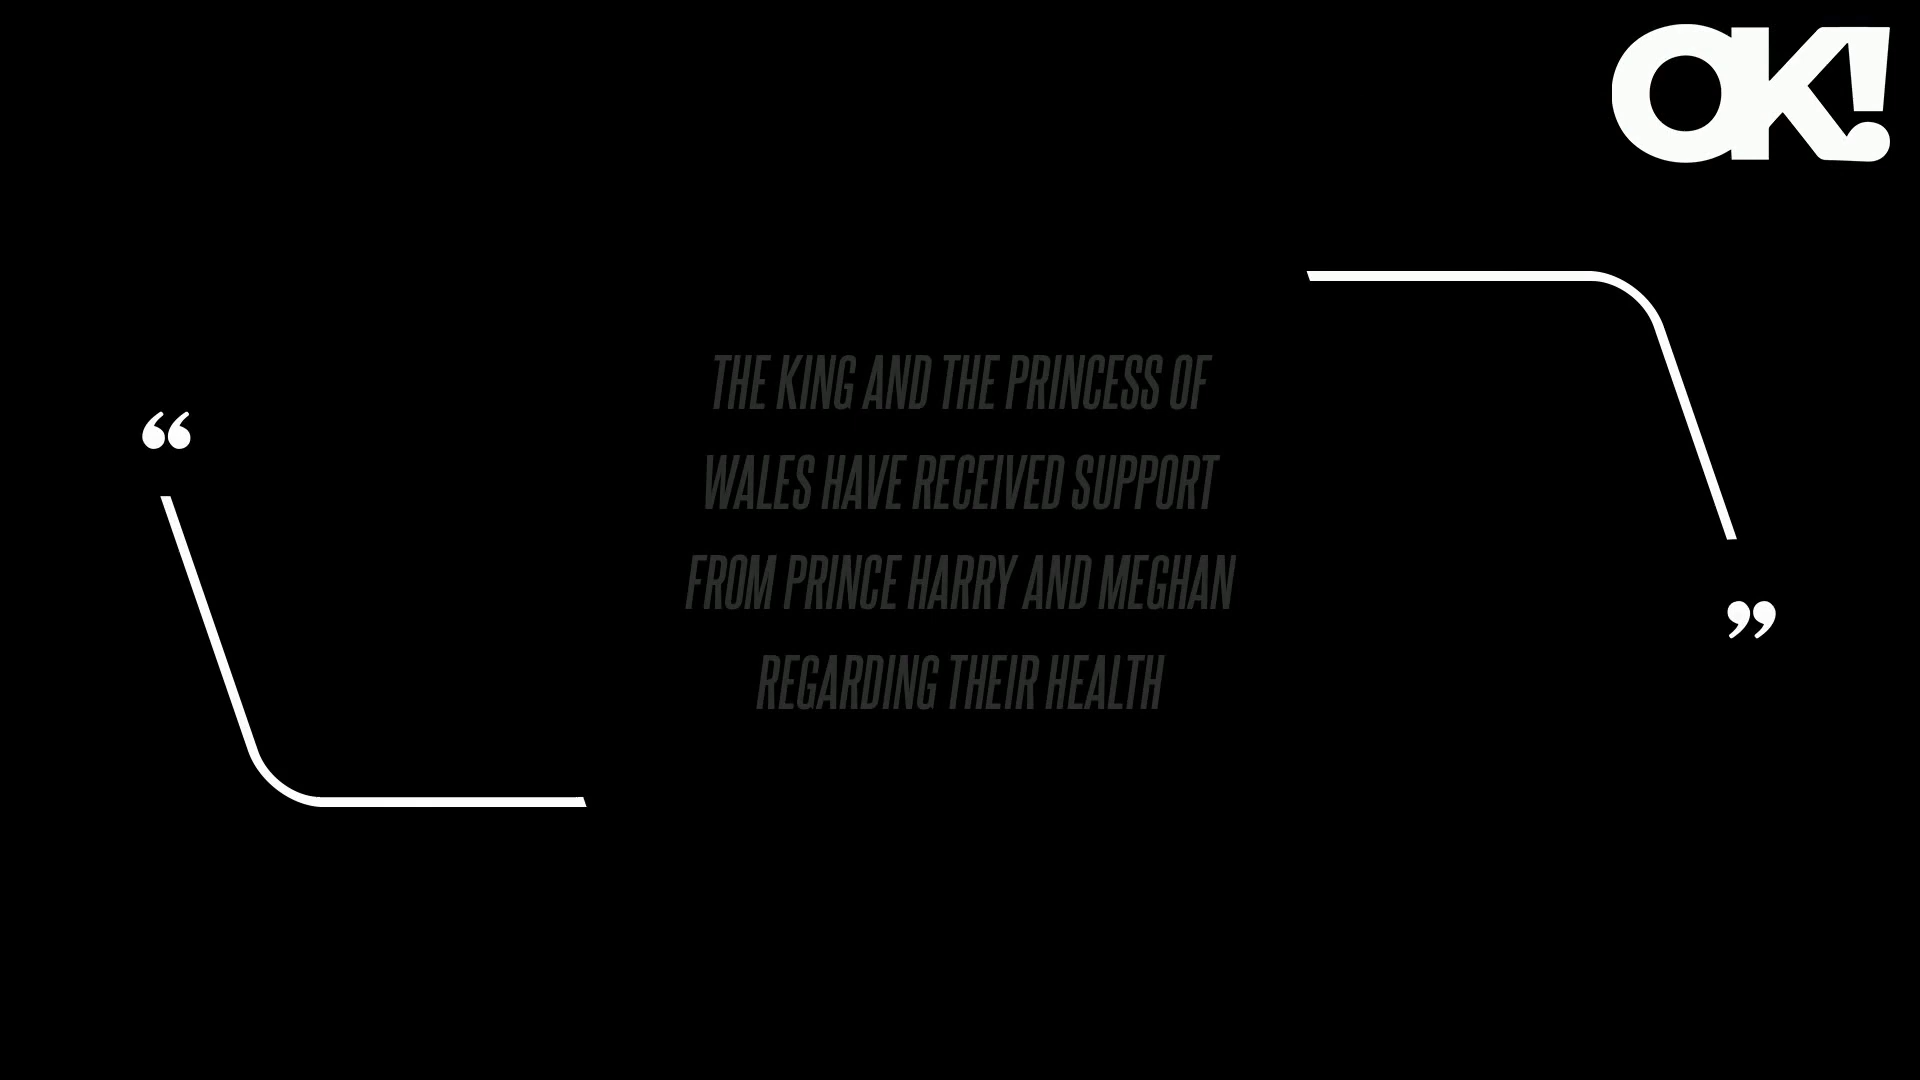 OK!
“
THE KING AND THE PRINCESS OF
WALES HAVE RECEIVED SUPPORT
FROM PRINCE HARRY AND MEGHAN
REGARDING THEIR HEALTH
”